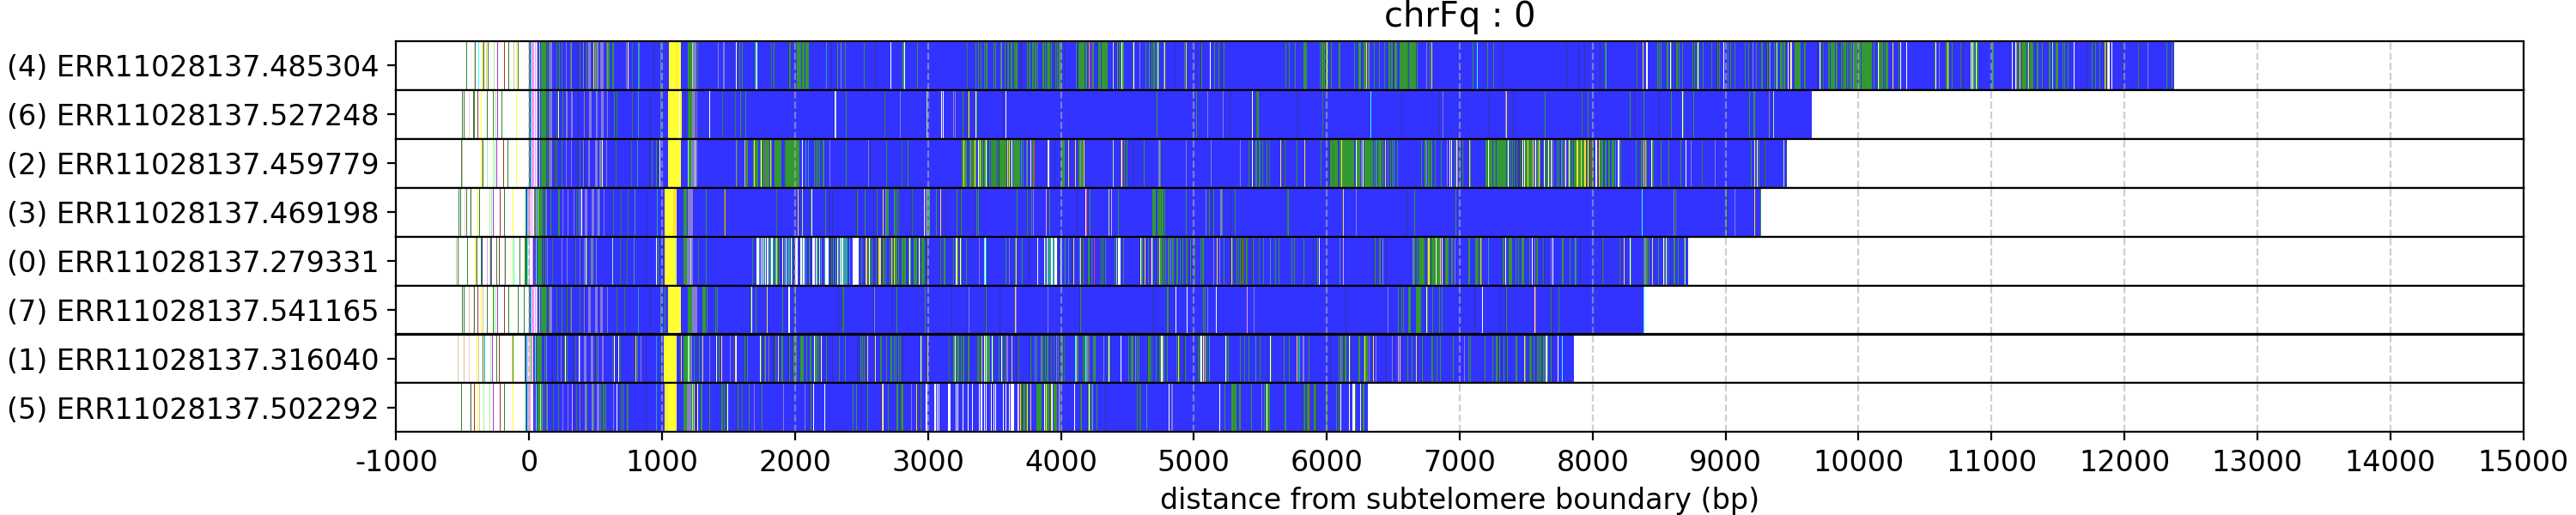 chrFq : 0
(4) ERR11028137.485304
(6) ERR11028137.527248
(2) ERR11028137.459779
(3) ERR11028137.469198
(0) ERR11028137.279331
(7) ERR11028137.541165
(1) ERR11028137.316040
(5) ERR11028137.502292
-1000 0 1000 2000 3000 4000 5000 6000 7000 8000 9000 10000 11000 12000 13000 14000 15000
distance from subtelomere boundary (bp)